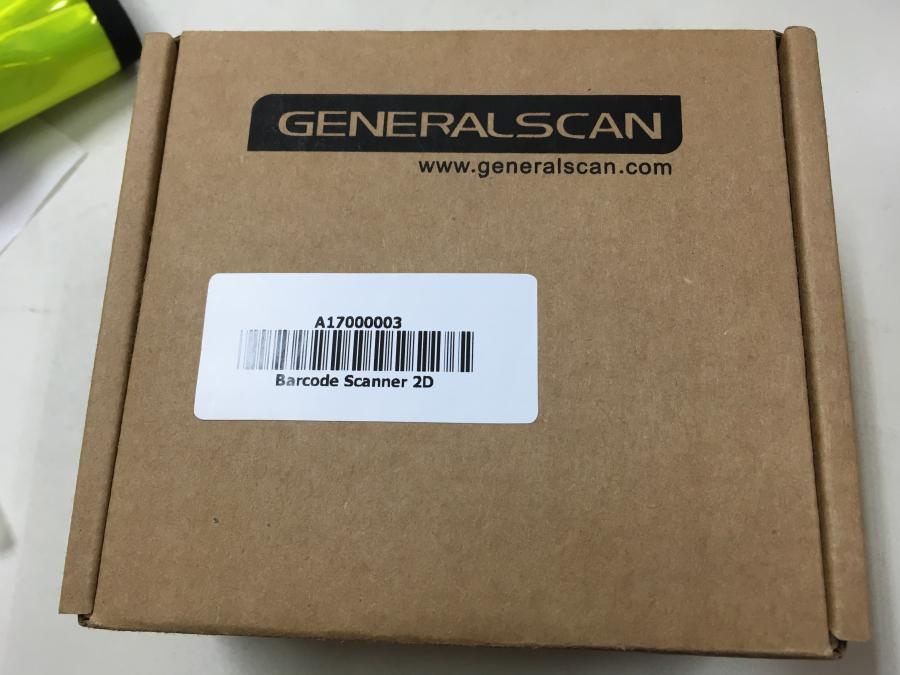 GENERALSCAN
www.generalscan.com
A17000003
Barcode Scanner 2D